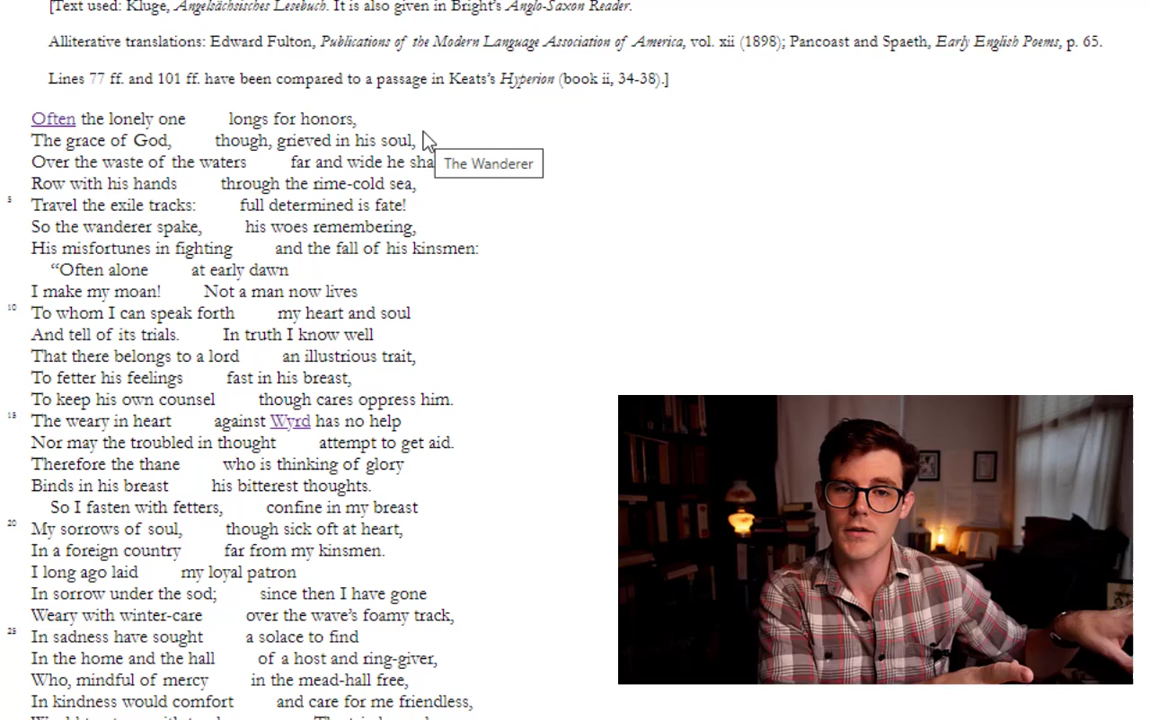 [Text used: Kluge, Angelsächsisches Lesebuch. It is also given in Bright's Anglo-Saxon Reader.
Alliterative translations: Edward Fulton, Publications of the Modern Language Association of America, vol. xii (1898); Pancoast and Spaeth, Early English Poems, p. 65.
Lines 77 ff. and 101 ff. have been compared to a passage in Keats's Hyperion (book ii, 34-38).]
Often the lonely one longs for honors,
The grace of God, though, grieved in his soul,
Over the waste of the waters far and wide he sha
The Wanderer
Row with his hands through the rime-cold sea,
5 Travel the exile tracks: full determined is fate!
So the wanderer spake, his woes remembering,
His misfortunes in fighting and the fall of his kinsmen:
"Often alone at early dawn
I make my moan! Not a man now lives
10 To whom I can speak forth my heart and soul
And tell of its trials. In truth I know well
That there belongs to a lord an illustrious trait,
To fetter his feelings fast in his breast,
To keep his own counsel though cares oppress him.
15 The weary in heart against Wyrd has no help
Nor may the troubled in thought attempt to get aid.
Therefore the thane who is thinking of glory
Binds in his breast his bitterest thoughts.
So I fasten with fetters, confine in my breast
20 My sorrows of soul, though sick oft at heart,
In a foreign country far from my kinsmen.
I long ago laid my loyal patron
In sorrow under the sod; since then I have gone
Weary with winter-care over the wave's foamy track,
25 In sadness have sought a solace to find
In the home and the hall of a host and ring-giver,
Who, mindful of mercy in the mead-hall free,
In kindness would comfort and care for me friendless,